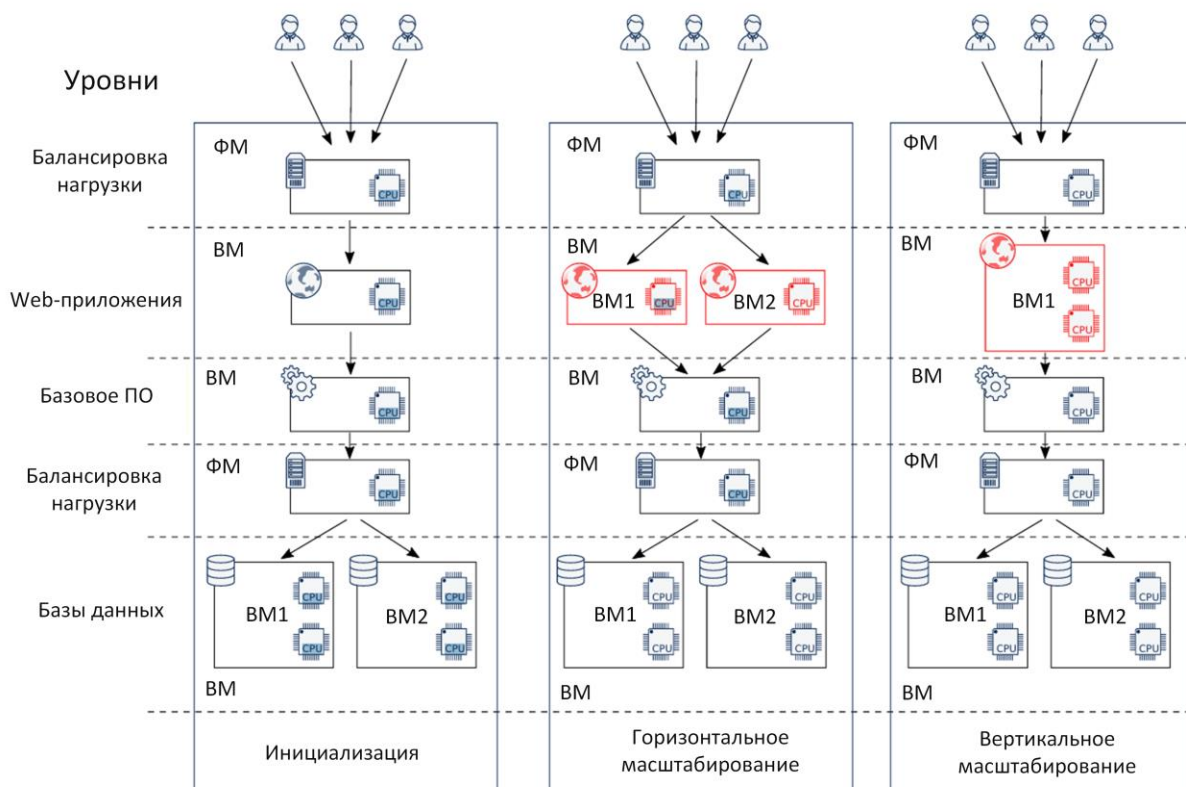 Уровни
Балансировка
нагрузки
ФМ
CPU
ФМ
CPU
ФМ
CPU
Web-приложения
ВМ
CPU
ВМ
ВМ1
CPU
ВМ2
CPU
ВМ
ВМ1
CPU
CPU
Базовое ПО
ВМ
CPU
ВМ
CPU
ВМ
CPU
Балансировка
нагрузки
ФМ
CPU
ФМ
CPU
ФМ
CPU
Базы данных
ВМ1
CPU
CPU
ВМ2
CPU
CPU
ВМ
ВМ1
CPU
CPU
ВМ2
CPU
CPU
ВМ
ВМ1
CPU
CPU
ВМ2
CPU
CPU
ВМ
Инициализация
Горизонтальное
масштабирование
Вертикальное
масштабирование